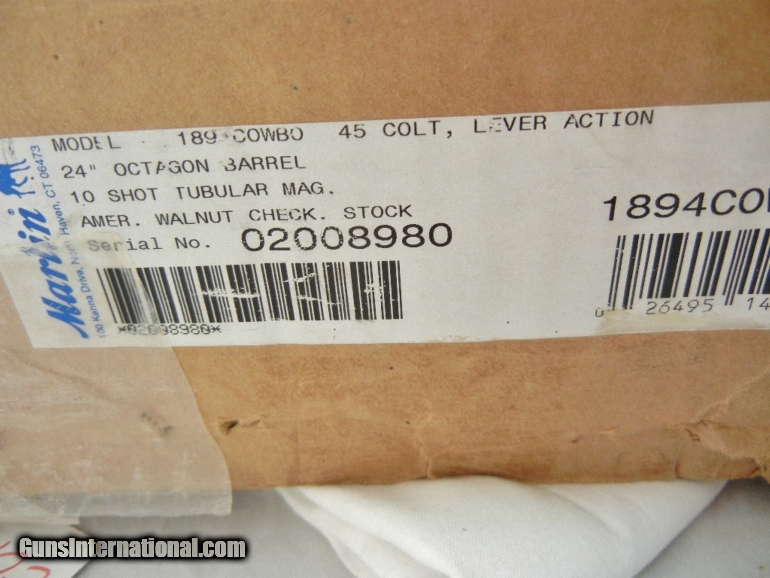 MODEL - 189 COWBO 45 COLT, LEVER ACTION
24" OCTAGON BARREL
10 SHOT TUBULAR MAG.
AMER. WALNUT CHECK. STOCK
Serial No. 02008980
*02008980*
1894CO
0 26495 14
Marlin
100 Kenna Drive, North Haven, CT 06473
GunsInternational.com